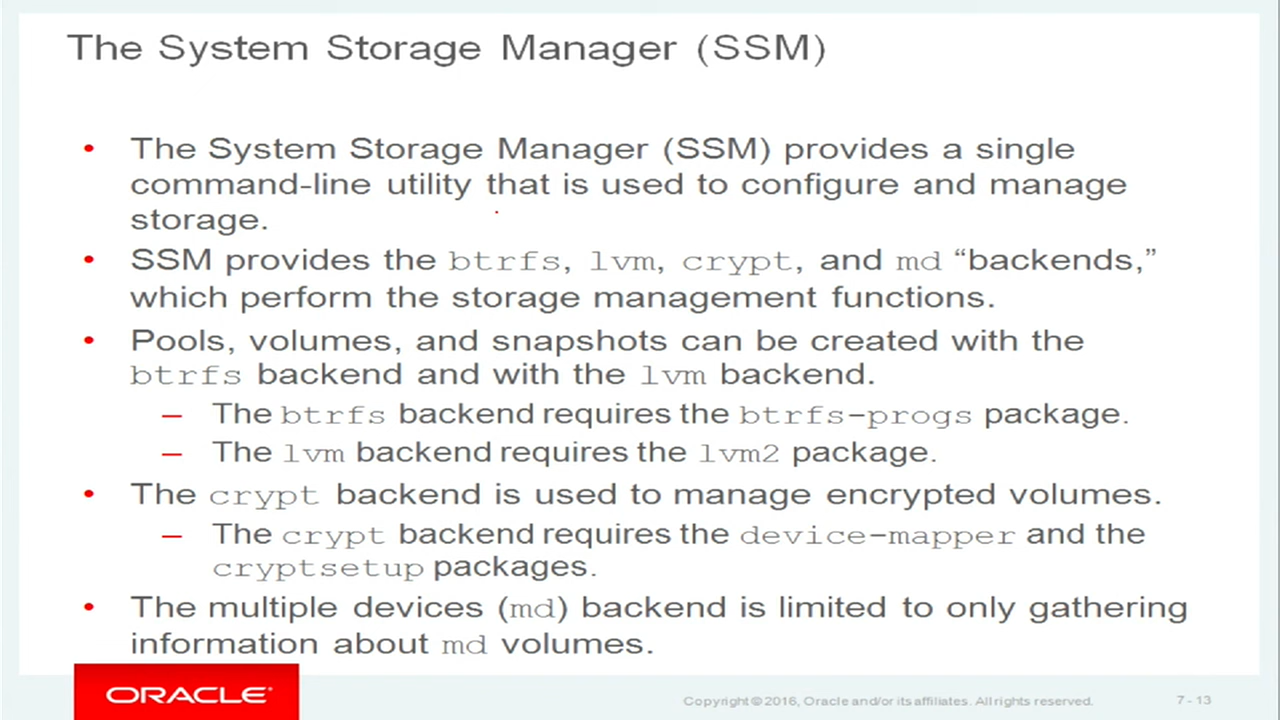 The System Storage Manager (SSM)
• The System Storage Manager (SSM) provides a single
command-line utility that is used to configure and manage
storage.
• SSM provides the btrfs, lvm, crypt, and md “backends,”
which perform the storage management functions.
• Pools, volumes, and snapshots can be created with the
btrfs backend and with the lvm backend.
– The btrfs backend requires the btrfs-progs package.
– The lvm backend requires the lvm2 package.
• The crypt backend is used to manage encrypted volumes.
– The crypt backend requires the device-mapper and the
cryptsetup packages.
• The multiple devices (md) backend is limited to only gathering
information about md volumes.
ORACLE®
Copyright © 2016, Oracle and/or its affiliates. All rights reserved.
7 - 13